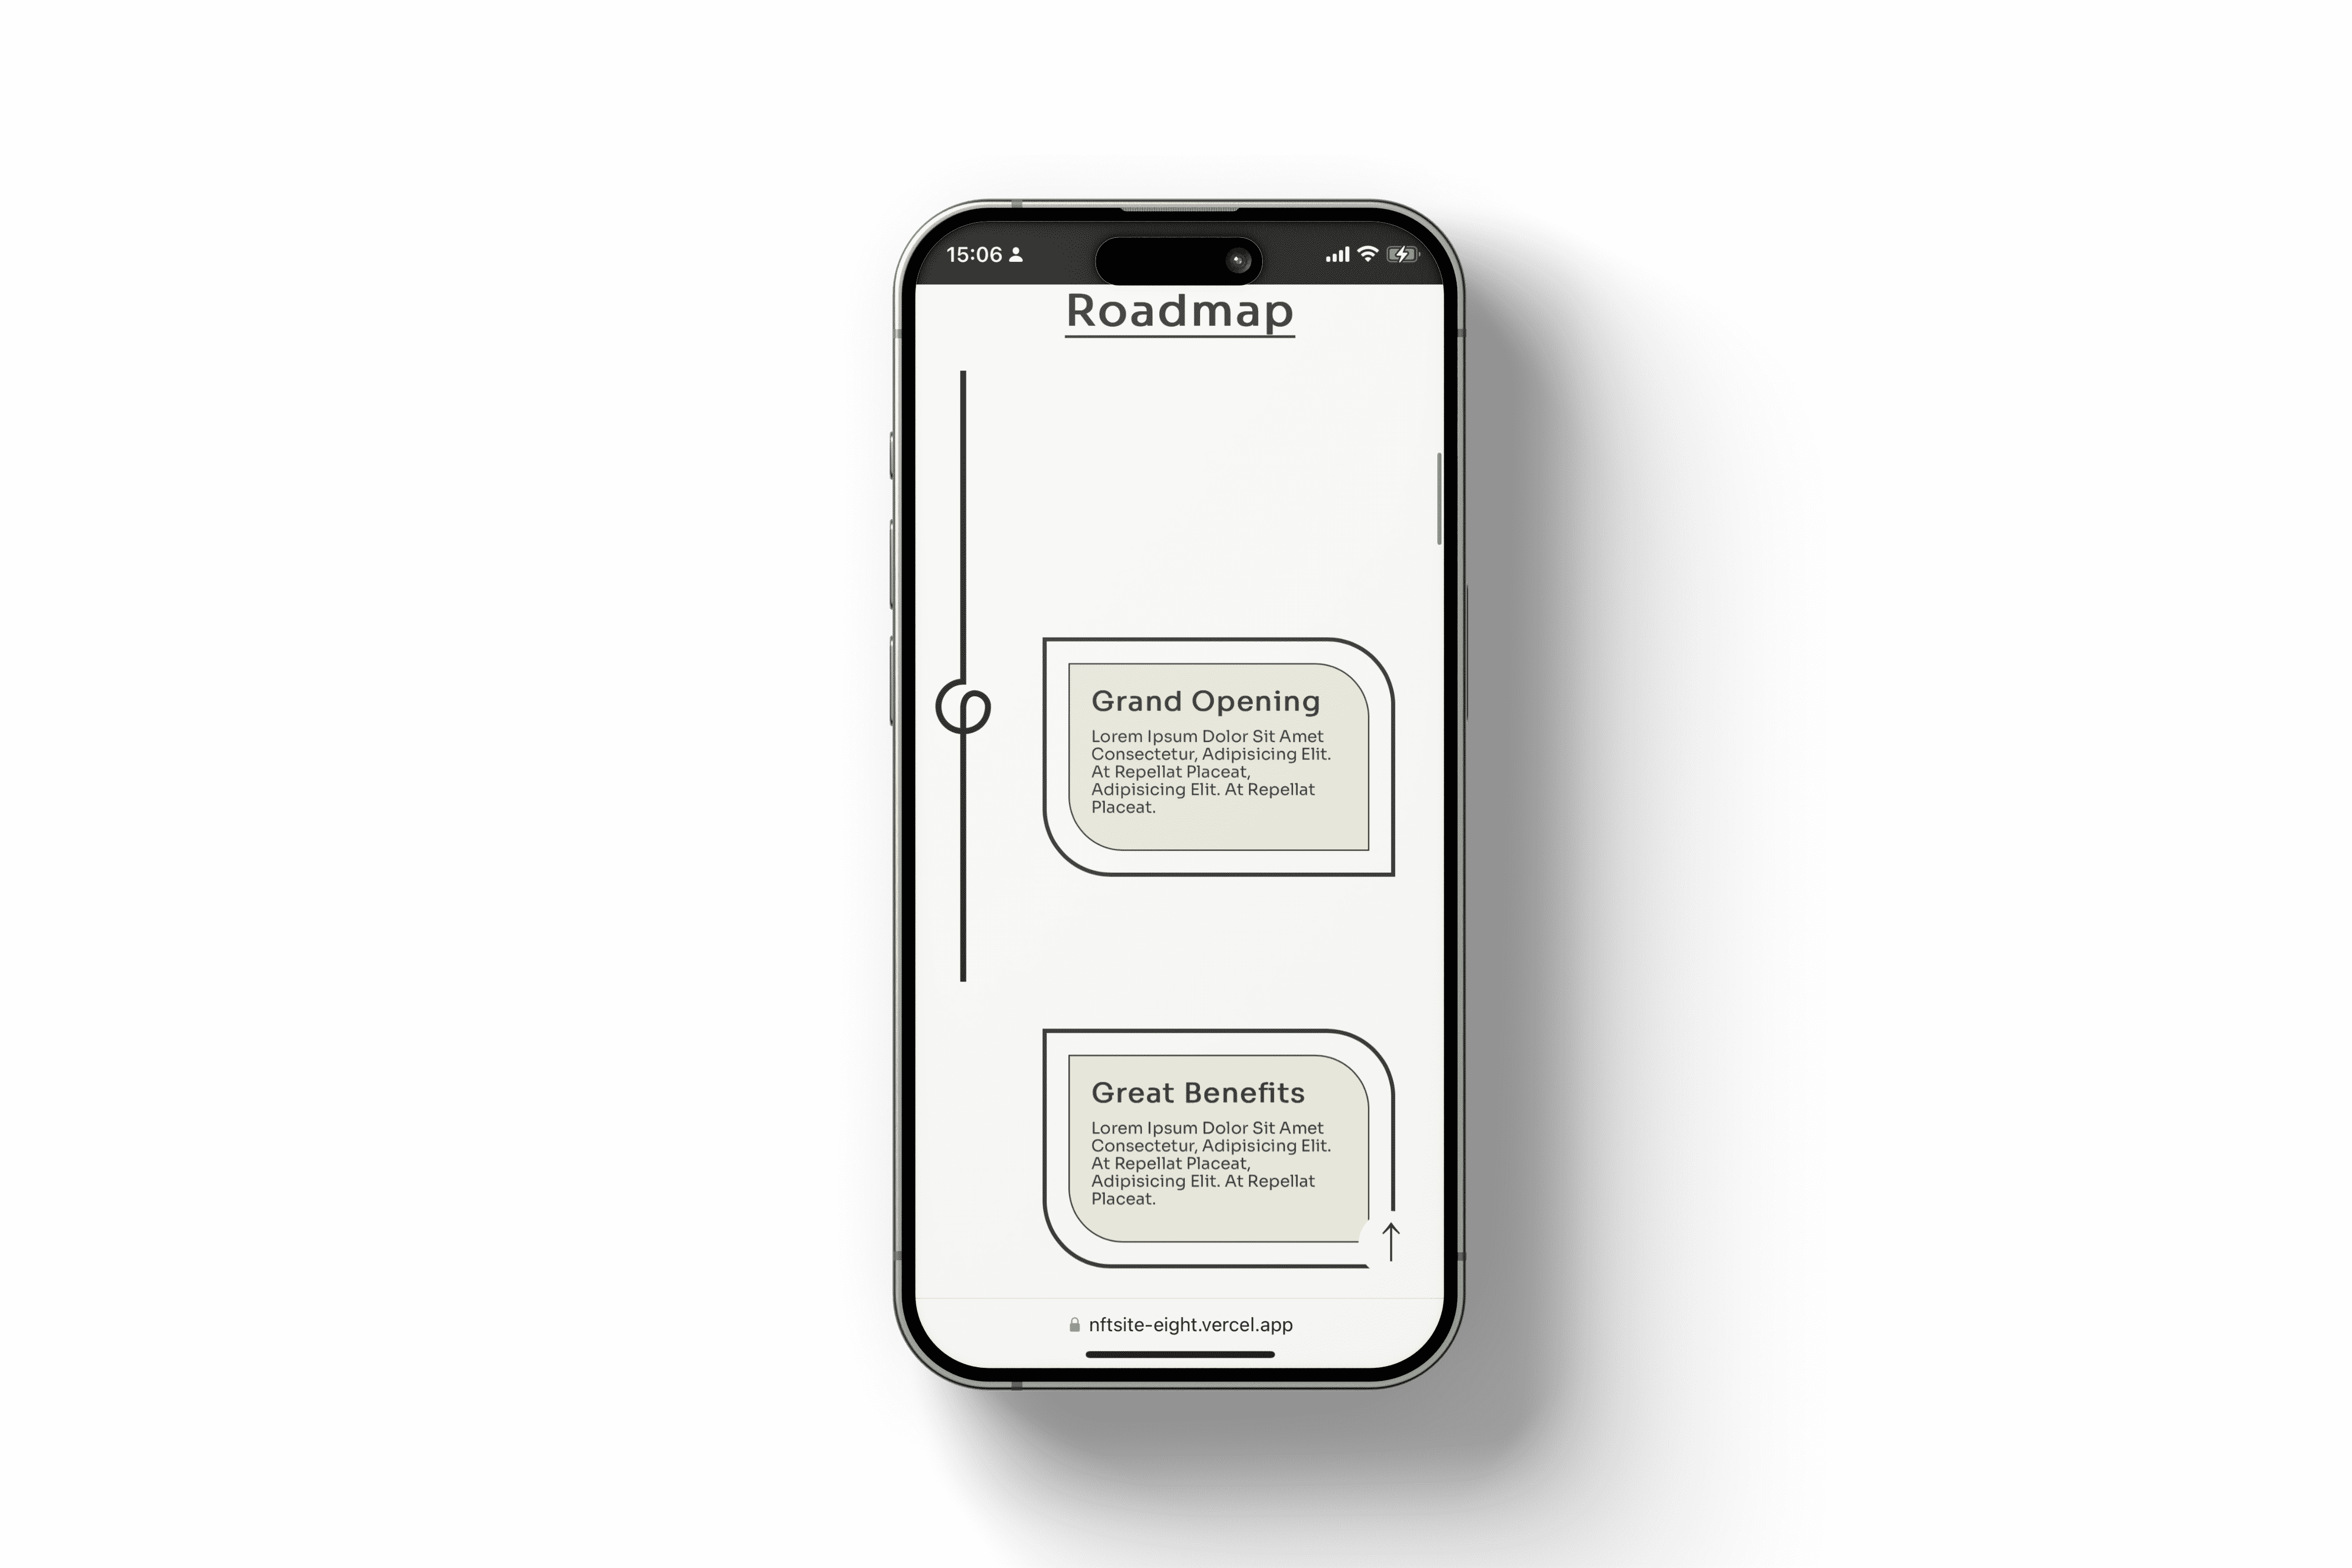 15:06
Roadmap
Grand Opening
Lorem Ipsum Dolor Sit Amet
Consectetur, Adipisicing Elit.
At Repellat Placeat,
Adipisicing Elit. At Repellat
Placeat.
Great Benefits
Lorem Ipsum Dolor Sit Amet
Consectetur, Adipisicing Elit.
At Repellat Placeat,
Adipisicing Elit. At Repellat
Placeat.
nftsite-eight.vercel.app